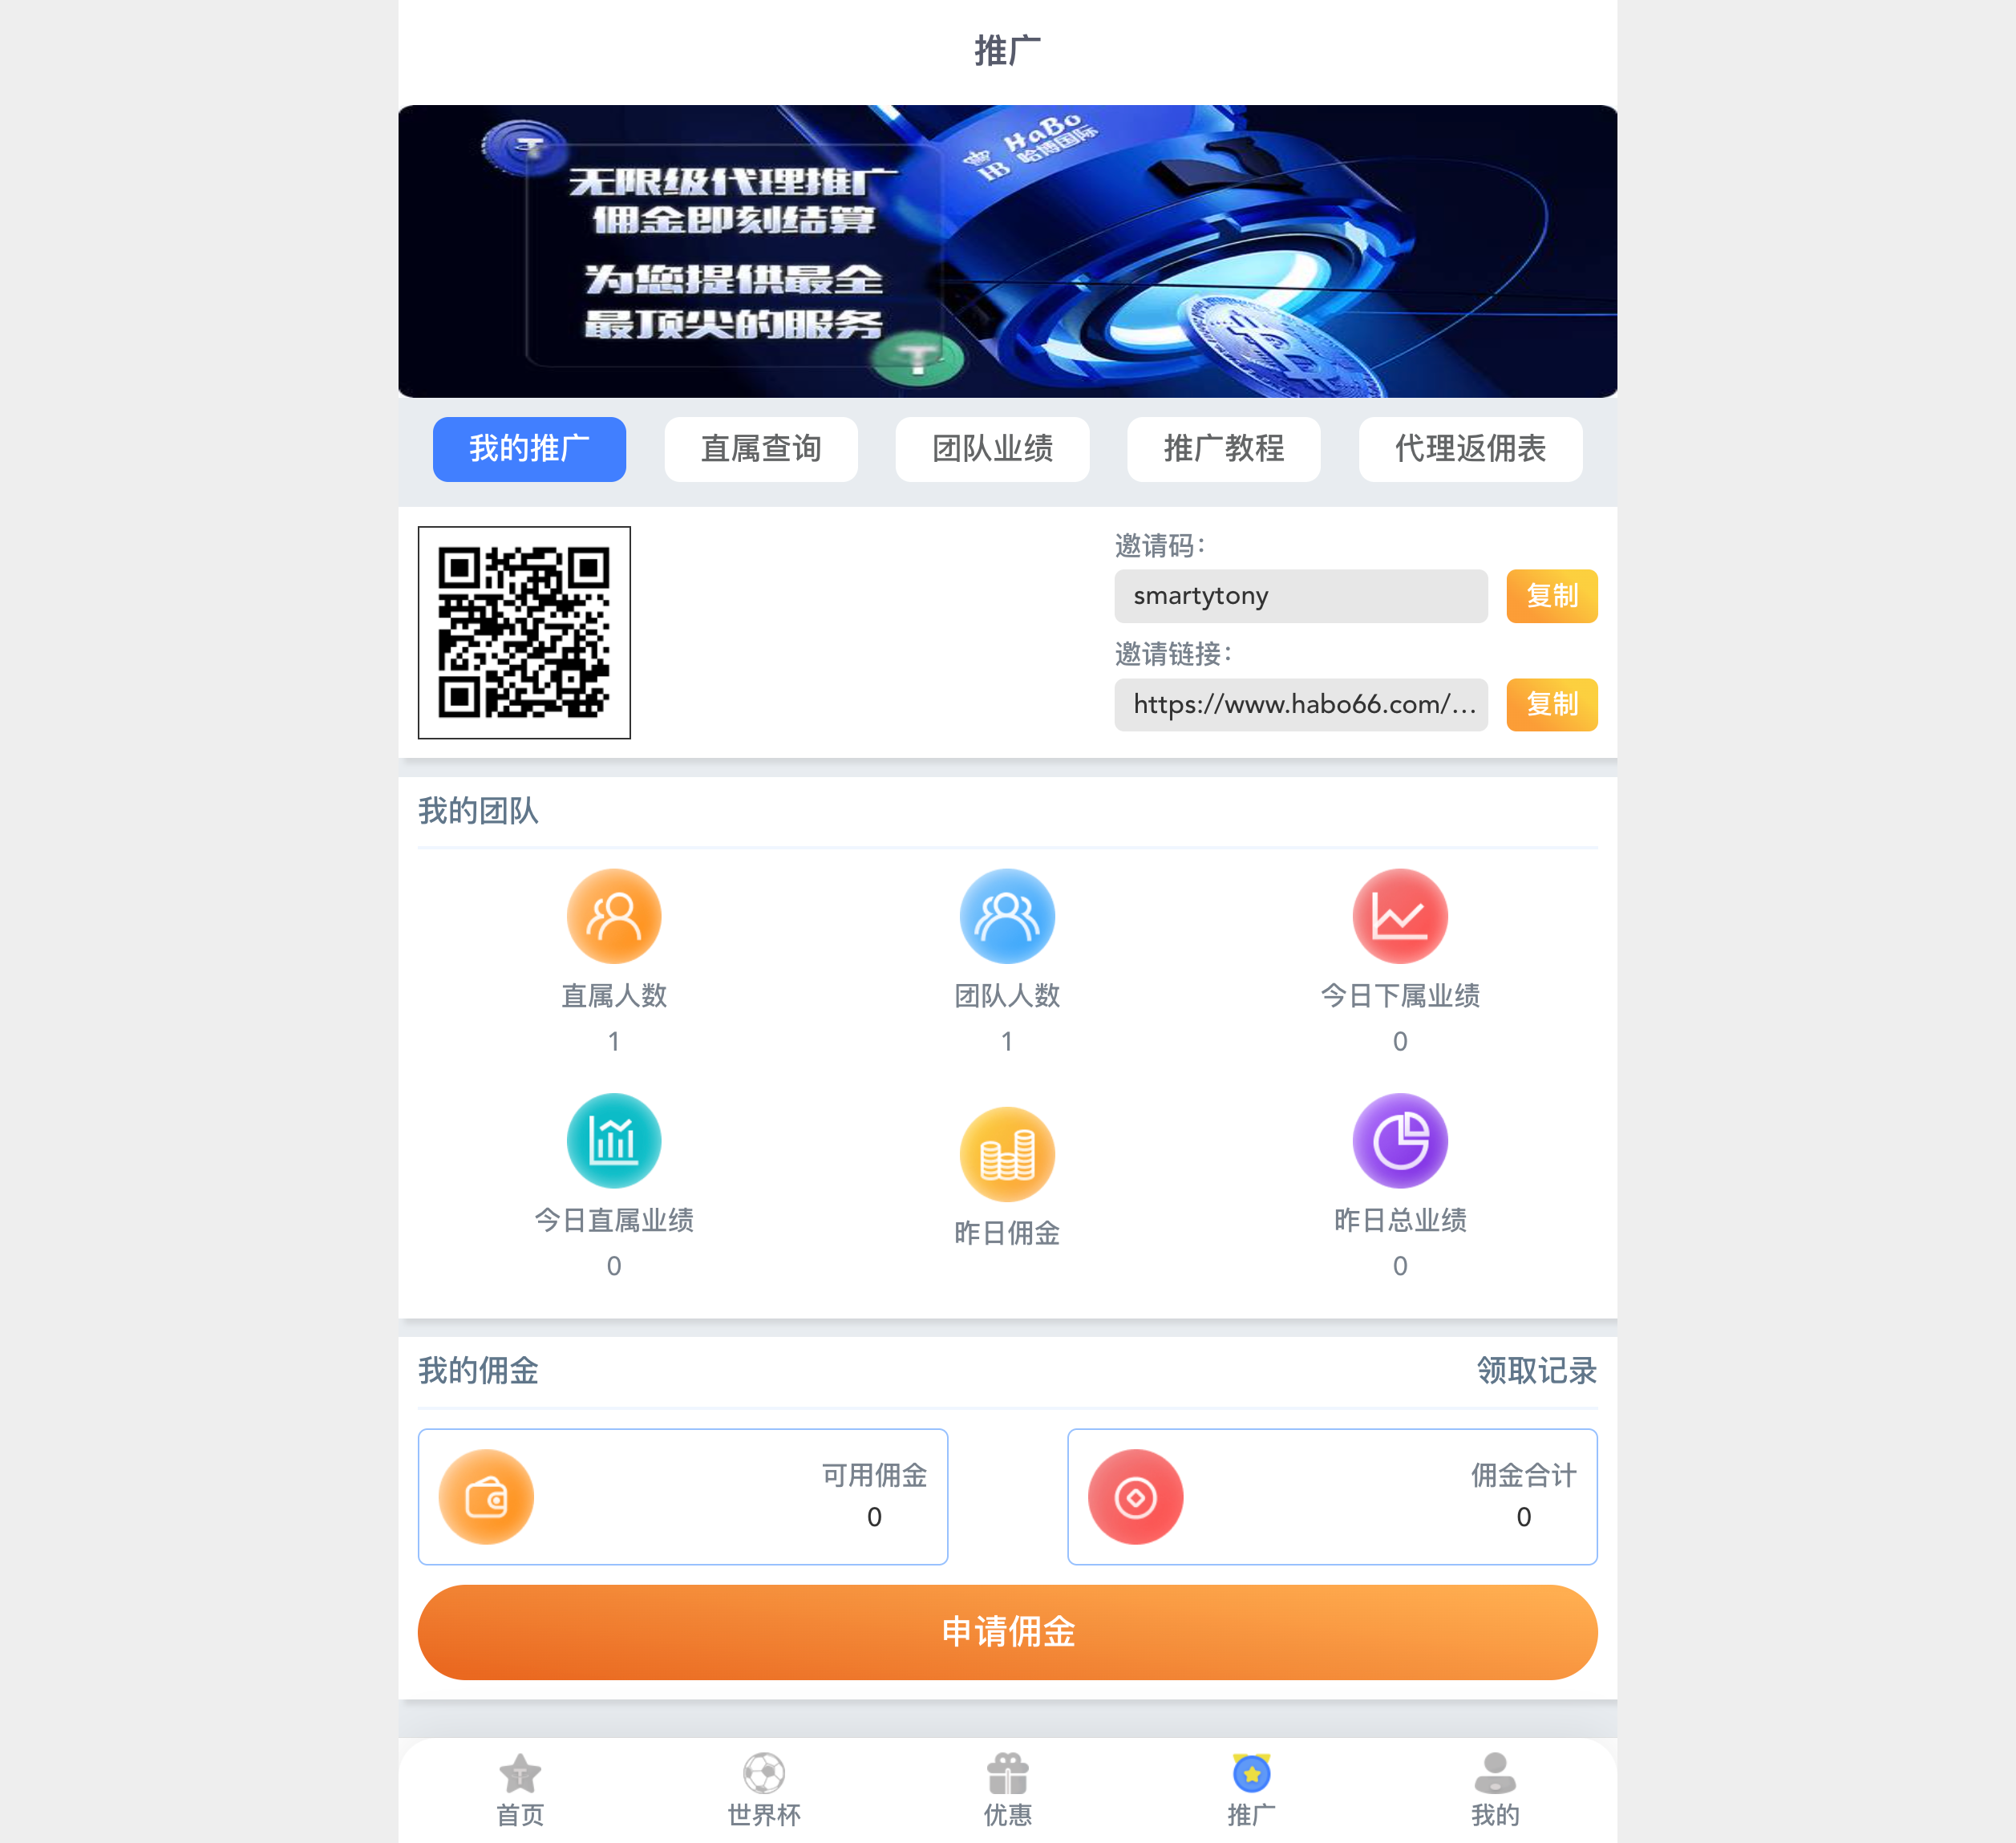 推广
HaBo
HB 哈博国际
无限级代理推广
佣金即刻结算
为您提供最全
最顶尖的服务
我的推广
直属查询
团队业绩
推广教程
代理返佣表
邀请码：
smartytony
复制
邀请链接：
https://www.habo66.com/...
复制
我的团队
直属人数
1
团队人数
1
今日下属业绩
0
今日直属业绩
0
昨日佣金
昨日总业绩
0
我的佣金
领取记录
可用佣金
0
佣金合计
0
申请佣金
首页
世界杯
优惠
推广
我的